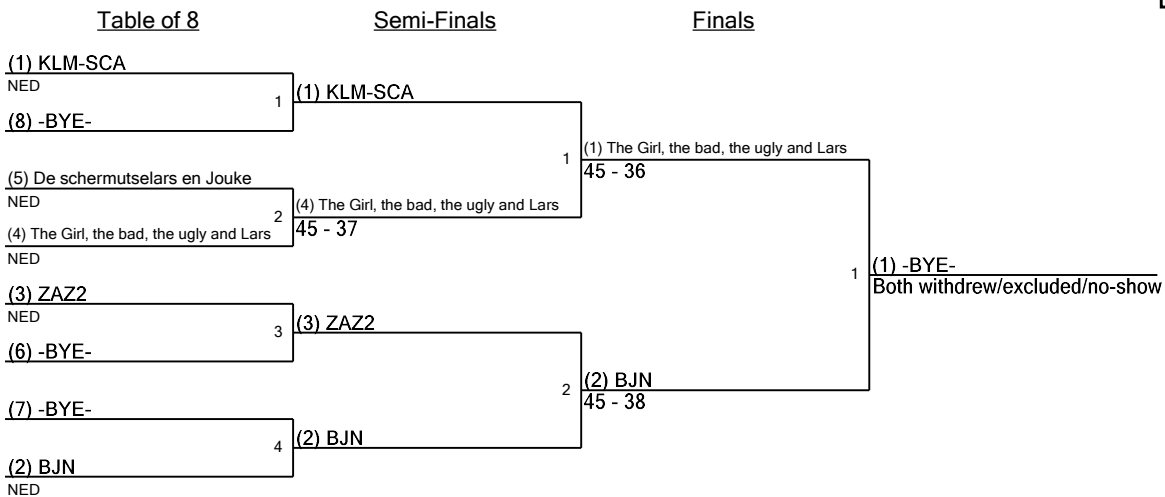 Table of 8
Semi-Finals
Finals
(1) KLM-SCA
NED
1
(8) -BYE-
(1) KLM-SCA
(5) De schermutselars en Jouke
NED
2
(4) The Girl, the bad, the ugly and Lars
NED
(4) The Girl, the bad, the ugly and Lars
45 - 37
1
(1) The Girl, the bad, the ugly and Lars
45 - 36
(3) ZAZ2
NED
3
(6) -BYE-
(3) ZAZ2
(7) -BYE-
4
(2) BJN
NED
(2) BJN
2
(2) BJN
45 - 38
1
(1) -BYE-
Both withdrew/excluded/no-show